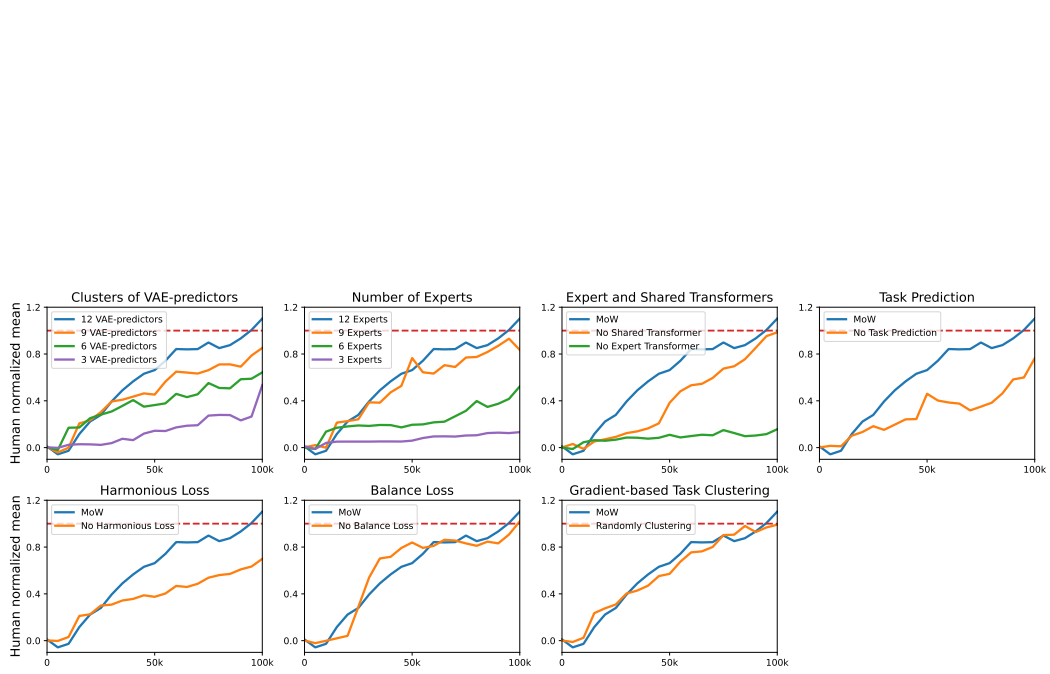 Clusters of VAE-predictors
Human normalized mean
1.2
0.8
0.4
0.0
12 VAE-predictors
9 VAE-predictors
6 VAE-predictors
3 VAE-predictors
0
50k
100k
Number of Experts
1.2
0.8
0.4
0.0
12 Experts
9 Experts
6 Experts
3 Experts
0
50k
100k
Expert and Shared Transformers
1.2
0.8
0.4
0.0
MoW
No Shared Transformer
No Expert Transformer
0
50k
100k
Task Prediction
1.2
0.8
0.4
0.0
MoW
No Task Prediction
0
50k
100k
Harmonious Loss
Human normalized mean
1.2
0.8
0.4
0.0
MoW
No Harmonious Loss
0
50k
100k
Balance Loss
1.2
0.8
0.4
0.0
MoW
No Balance Loss
0
50k
100k
Gradient-based Task Clustering
1.2
0.8
0.4
0.0
MoW
Randomly Clustering
0
50k
100k